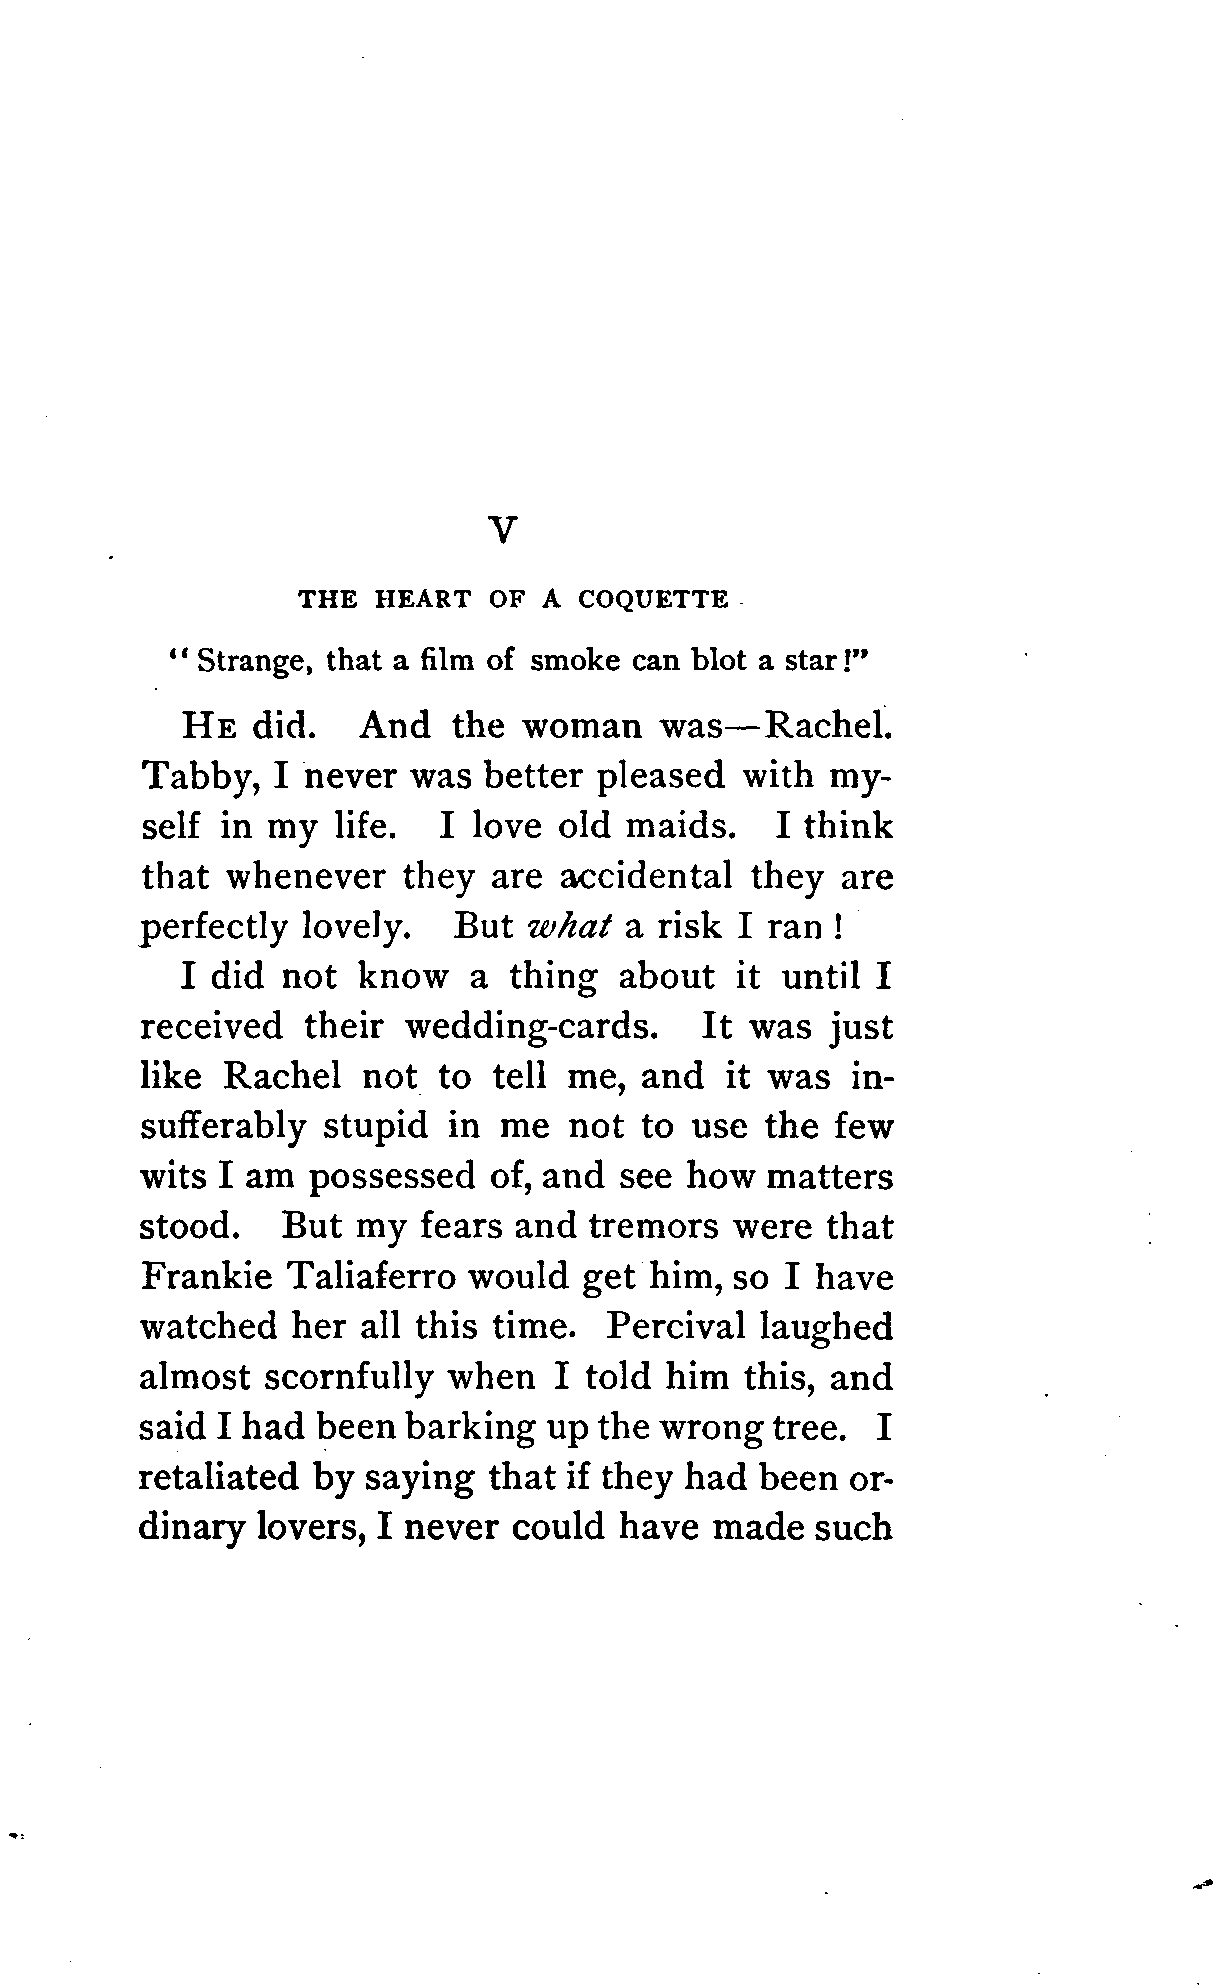 V
THE HEART OF A COQUETTE
"Strange, that a film of smoke can blot a star!"
HE did. And the woman was—Rachel.
Tabby, I never was better pleased with my-
self in my life. I love old maids. I think
that whenever they are accidental they are
perfectly lovely. But what a risk I ran!
I did not know a thing about it until I
received their wedding-cards. It was just
like Rachel not to tell me, and it was in-
sufferably stupid in me not to use the few
wits I am possessed of, and see how matters
stood. But my fears and tremors were that
Frankie Taliaferro would get him, so I have
watched her all this time. Percival laughed
almost scornfully when I told him this, and
said I had been barking up the wrong tree. I
retaliated by saying that if they had been or-
dinary lovers, I never could have made such